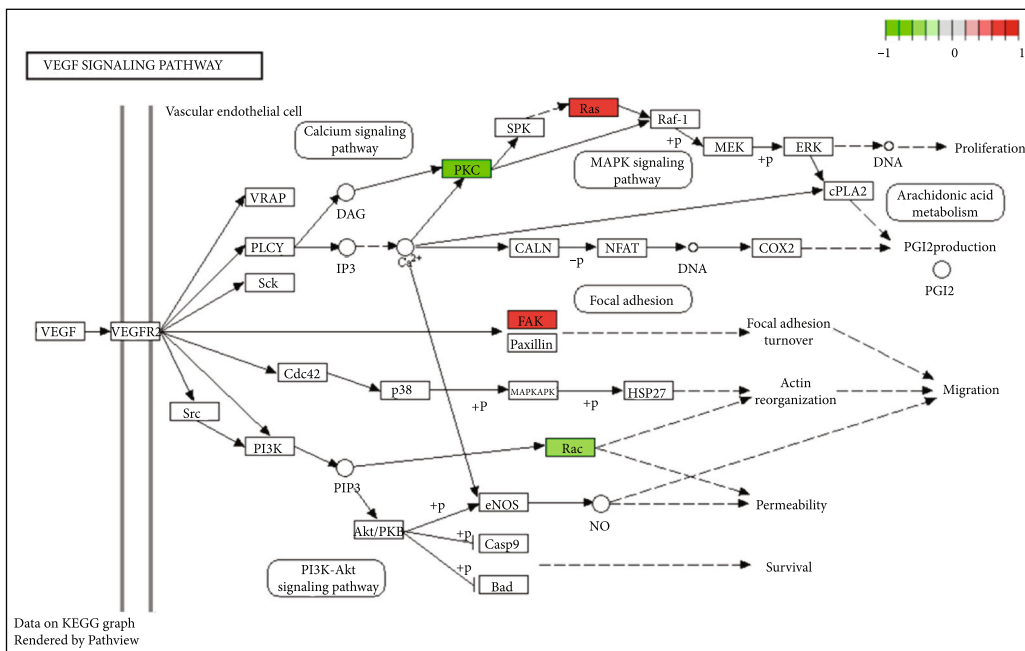 −1 0 1
VEGF SIGNALING PATHWAY
Vascular endothelial cell
Calcium signaling
pathway
Ras
SPK
Raf-1
+p
MEK
+p
ERK
DNA
Proliferation
PKC
MAPK signaling
pathway
VRAP
DAG
cPLA2
Arachidonic acid
metabolism
PLCY
IP3
Ca2+
CALN
−p
NFAT
DNA
COX2
PGI2production
PGI2
Sck
Focal adhesion
VEGF
VEGFR2
FAK
Paxillin
Focal adhesion
turnover
Cdc42
p38
+p
MAPKAPK
+p
HSP27
Actin
reorganization
Migration
Src
PI3K
Rac
PIP3
+p
eNOS
NO
Permeability
Akt/PKB
+p
Casp9
+p
Bad
PI3K-Akt
signaling pathway
Survival
Data on KEGG graph
Rendered by Pathview